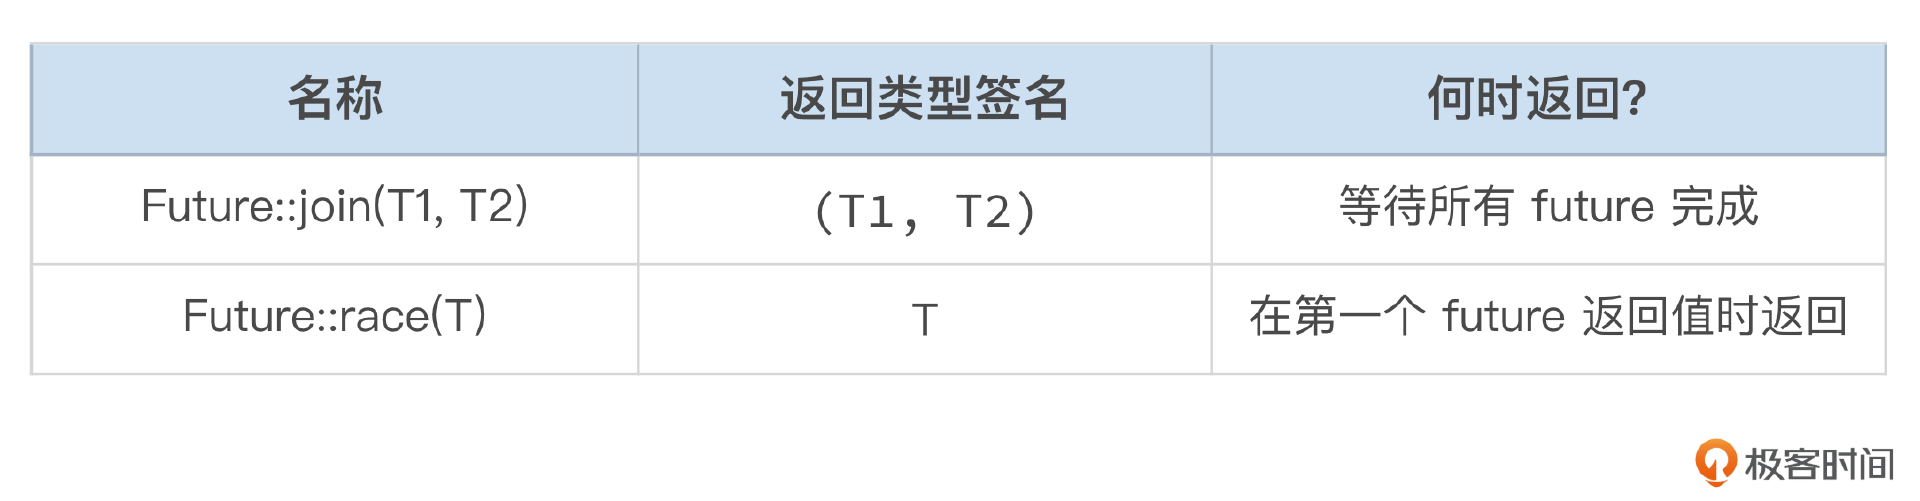 名称 返回类型签名 何时返回?
Future::join(T1, T2) (T1, T2) 等待所有 future 完成
Future::race(T) T 在第一个 future 返回值时返回
极客时间